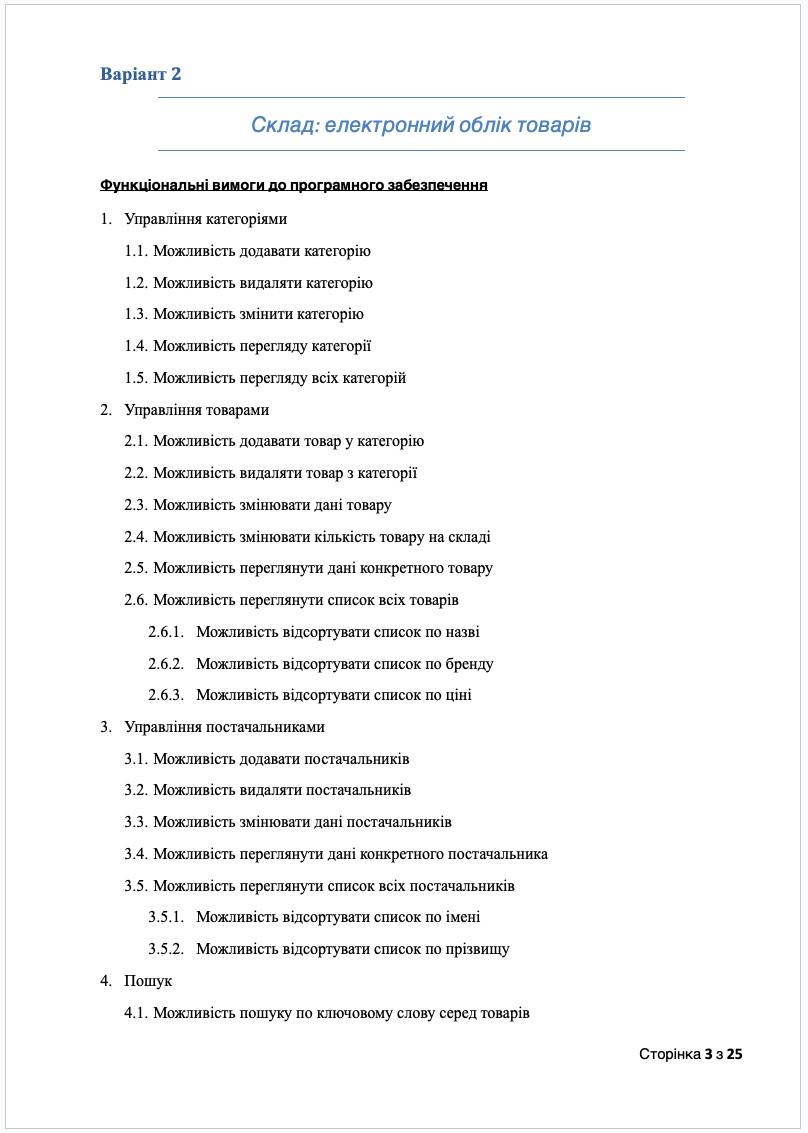 Варіант 2
Склад: електронний облік товарів
Функціональні вимоги до програмного забезпечення
1. Управління категоріями
1.1. Можливість додавати категорію
1.2. Можливість видаляти категорію
1.3. Можливість змінити категорію
1.4. Можливість перегляду категорії
1.5. Можливість перегляду всіх категорій
2. Управління товарами
2.1. Можливість додавати товар у категорію
2.2. Можливість видаляти товар з категорії
2.3. Можливість змінювати дані товару
2.4. Можливість змінювати кількість товару на складі
2.5. Можливість переглянути дані конкретного товару
2.6. Можливість переглянути список всіх товарів
2.6.1. Можливість відсортувати список по назві
2.6.2. Можливість відсортувати список по бренду
2.6.3. Можливість відсортувати список по ціні
3. Управління постачальниками
3.1. Можливість додавати постачальників
3.2. Можливість видаляти постачальників
3.3. Можливість змінювати дані постачальників
3.4. Можливість переглянути дані конкретного постачальника
3.5. Можливість переглянути список всіх постачальників
3.5.1. Можливість відсортувати список по імені
3.5.2. Можливість відсортувати список по прізвищу
4. Пошук
4.1. Можливість пошуку по ключовому слову серед товарів
Сторінка 3 з 25